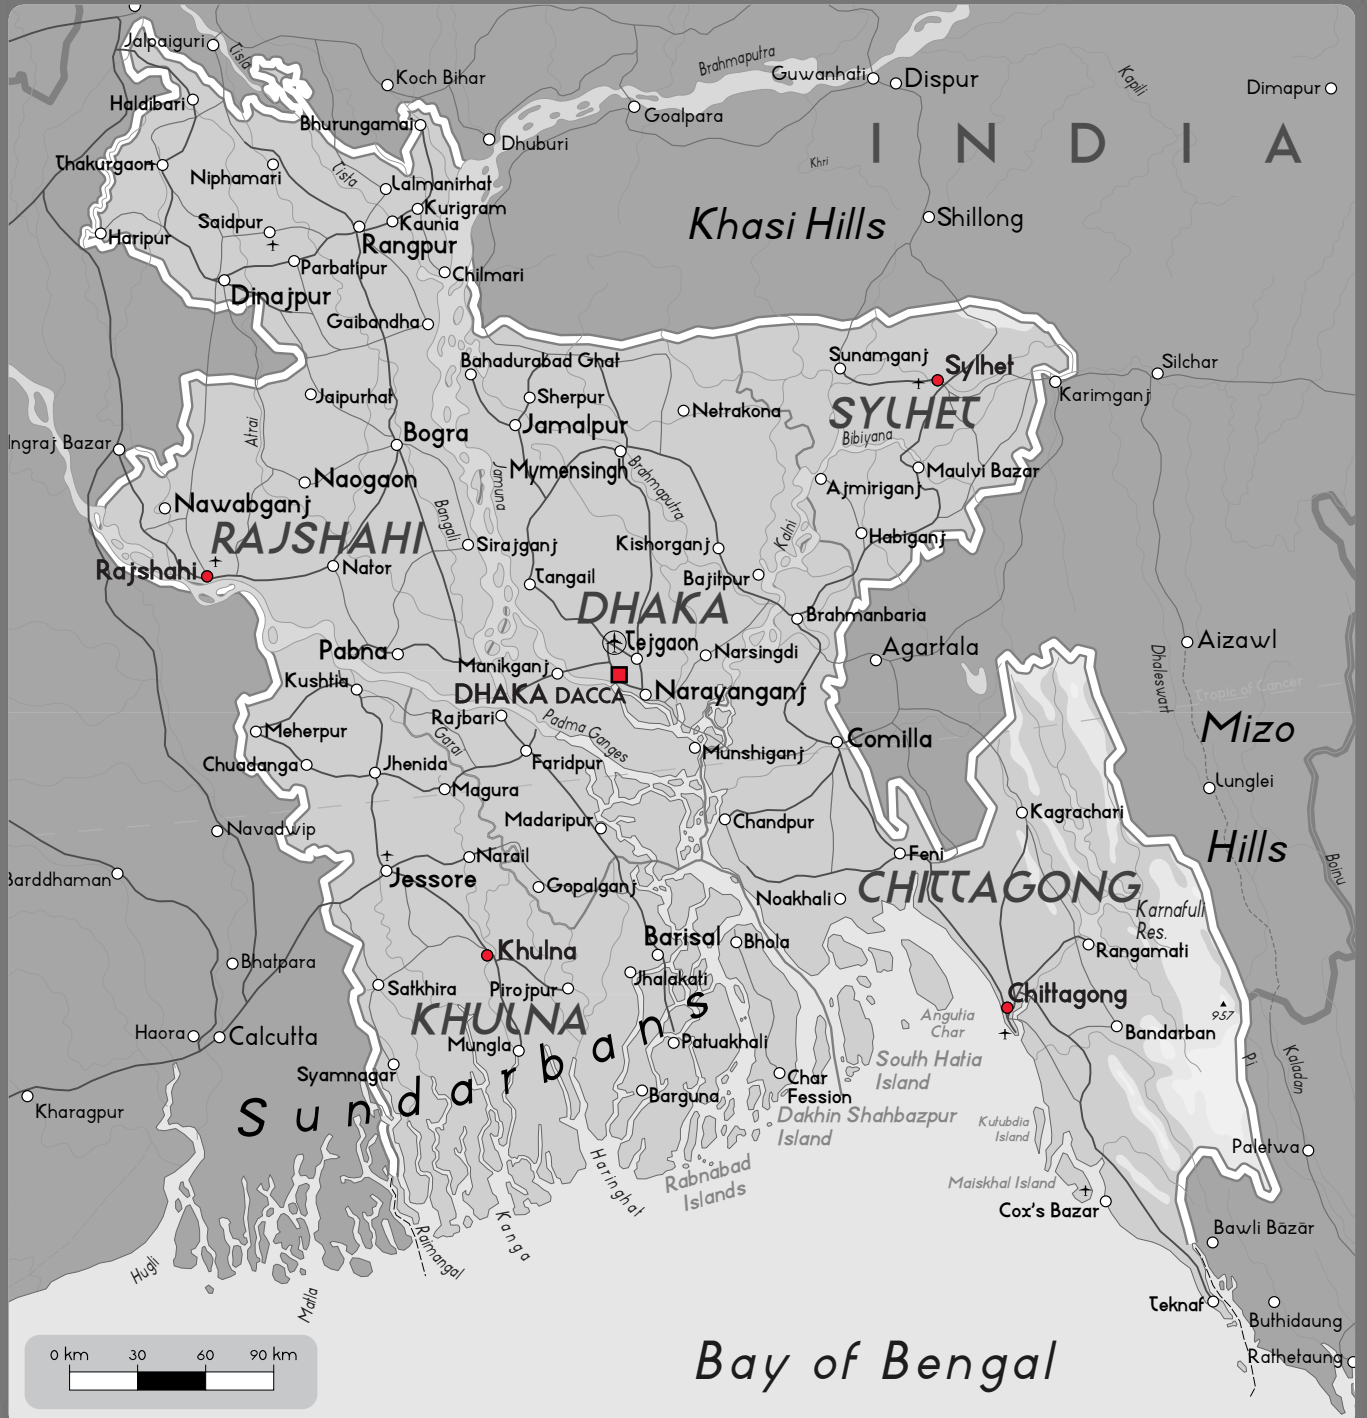 Jalpaiguri
Tista
Koch Bihar
Brahmaputra
Guwanhati
Dispur
Kapili
Dimapur
Haldibari
Bhurungamai
Goalpara
Dhuburi
INDIA
Khri
Thakurgaon
Niphamari
Tista
Lalmanirhat
Kurigram
Kaunia
Saidpur
Khasi Hills
Shillong
Haripur
Rangpur
Parbatipur
Chilmari
Dinajpur
Gaibandha
Bahadurabad Ghat
Sunamganj
Sylhet
Silchar
Karimganj
Jaipurhat
Sherpur
Netrakona
SYLHET
Atrai
Jamalpur
Bibiyana
Ingraj Bazar
Bogra
Mymensingh
Brahmaputra
Maulvi Bazar
Naogaon
Jamuna
Ajmiriganj
Nawabganj
Bangali
Kalni
RAJSHAHI
Sirajganj
Kishorganj
Habiganj
Rajshahi
Nator
Tangail
Bajitpur
DHAKA
Brahmanbaria
Tejgaon
Narsingdi
Agartala
Aizawl
Pabna
Manikganj
Dhaleswart
Kushtia
DHAKA DACCA
Narayanganj
Tropic of Cancer
Rajbari
Padma Ganges
Meherpur
Garai
Munshiganj
Comilla
Mizo
Chuadanga
Jhenida
Faridpur
Lunglei
Magura
Kagrachari
Navadwip
Madaripur
Chandpur
Hills
Narail
Feni
Boinu
Barddhaman
Jessore
Gopalganj
Noakhali
CHITTAGONG
Karnafuli
Res.
Khulna
Barisal
Bhola
Rangamati
Bhatpara
Jhalakati
Satkhira
Pirojpur
Chittagong
957
KHULNA
Angutia
Char
Haora
Calcutta
Mungla
Patuakhali
Bandarban
South Hatia
Island
Pi
Kaladan
Syamnagar
Sundarbans
Barguna
Char
Fession
Kharagpur
Dakhin Shahbazpur
Island
Kutubdia
Island
Paletwa
Haringhat
Rabnabad
Islands
Maiskhal Island
Cox's Bazar
Bawli Bāzār
Hugli
Raimangal
Kanga
Matla
Teknaf
Buthidaung
Rathetaung
0 km 30 60 90 km
Bay of Bengal